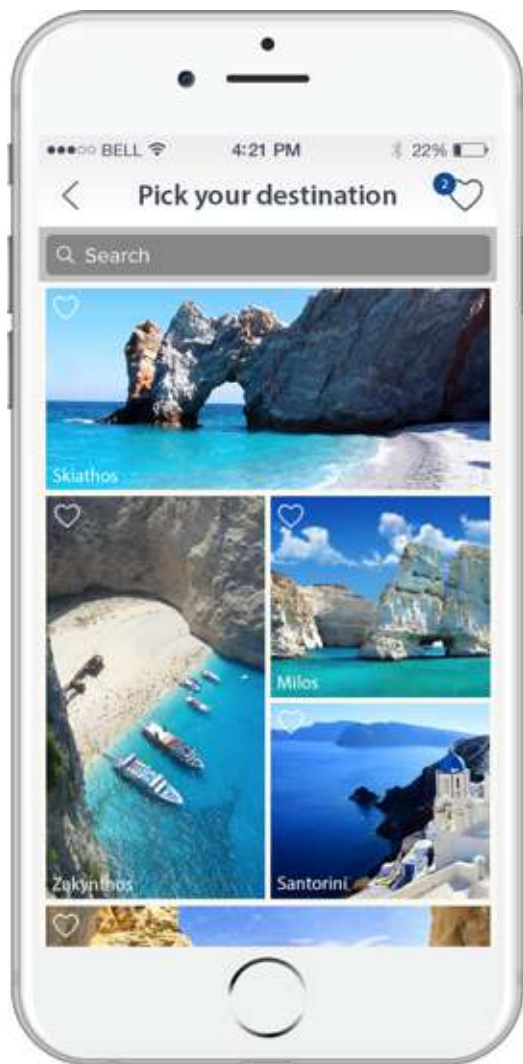 BELL 4:21 PM 22%
Pick your destination 2
Search
Skiathos
Milos
Zakynthos Santorini